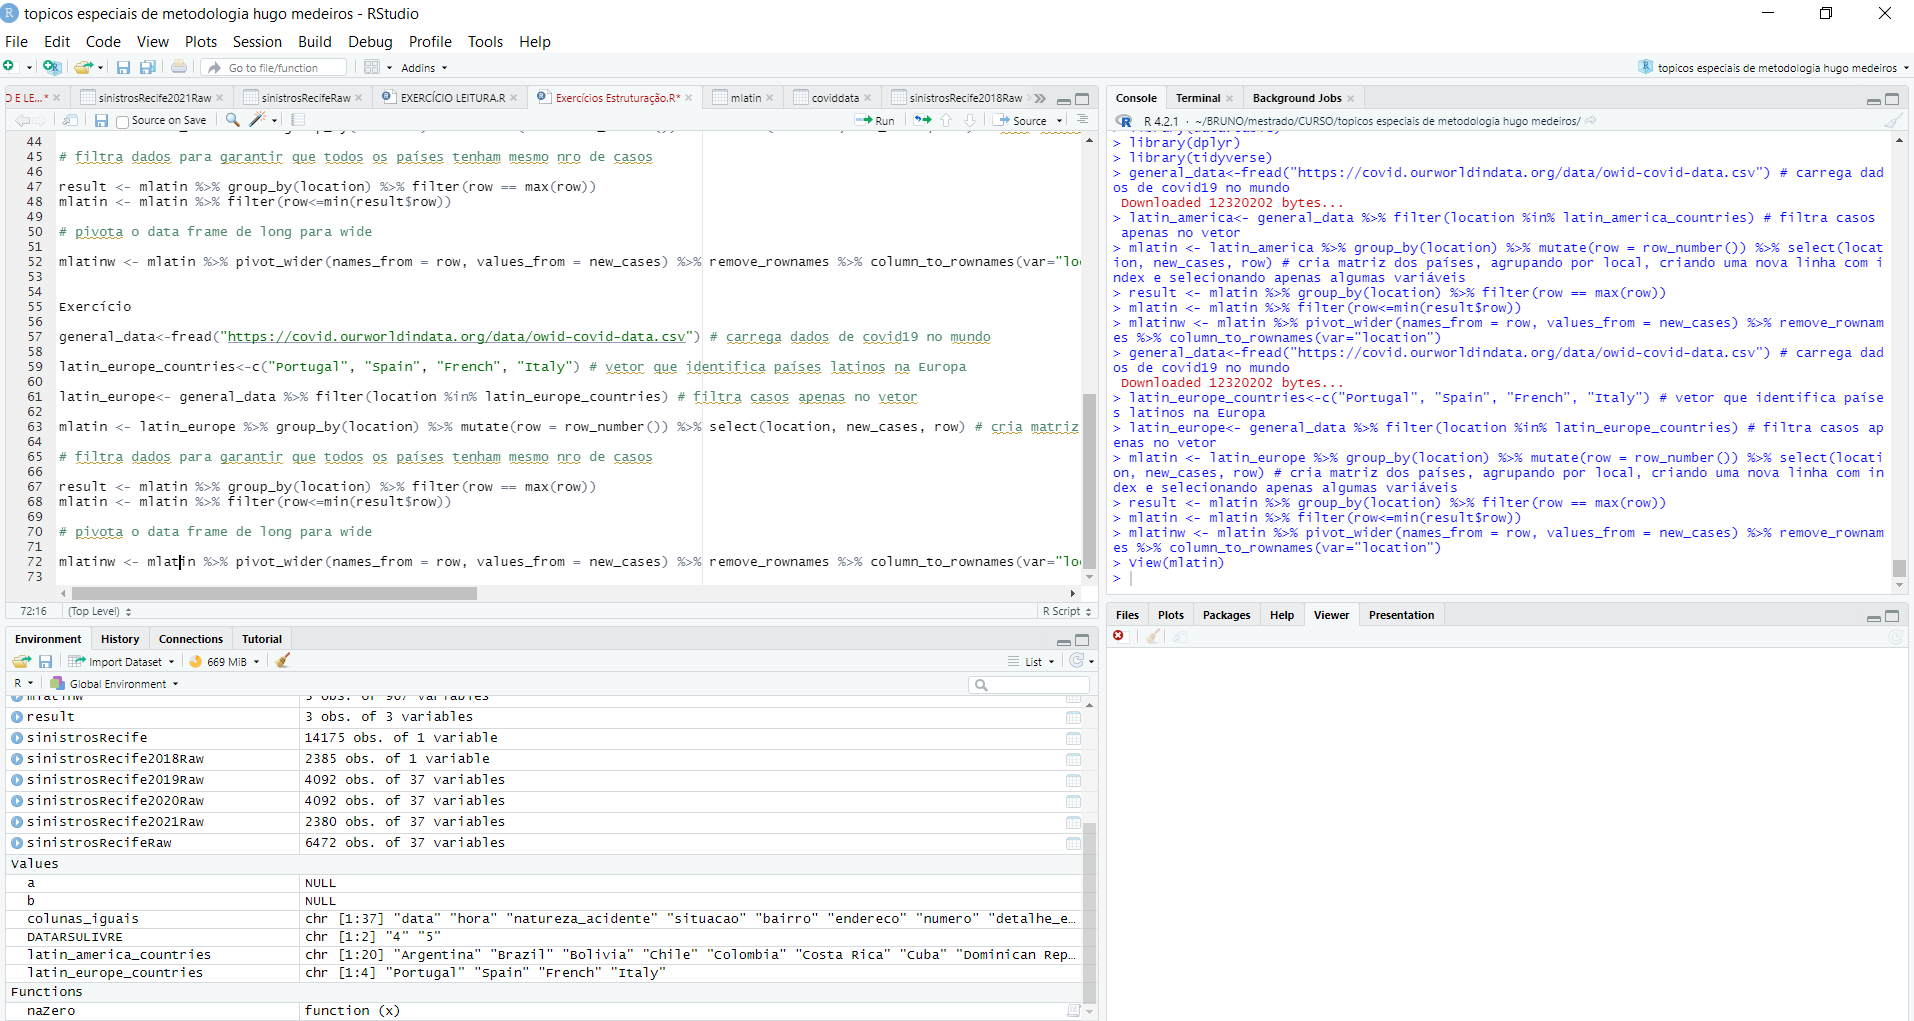 topicos especiais de metodologia hugo medeiros - RStudio
File Edit Code View Plots Session Build Debug Profile Tools Help
Go to file/function Addins topicos especiais de metodologia hugo medeiros
O E LE...* sinistrosRecife2021Raw sinistrosRecifeRaw EXERCÍCIO LEITURA.R Exercícios Estruturação.R* mlatin coviddata sinistrosRecife2018Raw
Source on Save Run Source
44
45 # filtra dados para garantir que todos os países tenham mesmo nro de casos
46
47 result <- mlatin %>% group_by(location) %>% filter(row == max(row))
48 mlatin <- mlatin %>% filter(row<=min(result$row))
49
50 # pivota o data frame de long para wide
51
52 mlatinw <- mlatin %>% pivot_wider(names_from = row, values_from = new_cases) %>% remove_rownames %>% column_to_rownames(var="lo
53
54
55 Exercício
56
57 general_data<-fread("https://covid.ourworldindata.org/data/owid-covid-data.csv") # carrega dados de covid19 no mundo
58
59 latin_europe_countries<-c("Portugal", "Spain", "French", "Italy") # vetor que identifica países latinos na Europa
60
61 latin_europe<- general_data %>% filter(location %in% latin_europe_countries) # filtra casos apenas no vetor
62
63 mlatin <- latin_europe %>% group_by(location) %>% mutate(row = row_number()) %>% select(location, new_cases, row) # cria matriz
64
65 # filtra dados para garantir que todos os países tenham mesmo nro de casos
66
67 result <- mlatin %>% group_by(location) %>% filter(row == max(row))
68 mlatin <- mlatin %>% filter(row<=min(result$row))
69
70 # pivota o data frame de long para wide
71
72 mlatinw <- mlatin %>% pivot_wider(names_from = row, values_from = new_cases) %>% remove_rownames %>% column_to_rownames(var="lo
73
72:16 (Top Level) R Script
Console Terminal Background Jobs
R 4.2.1 · ~/BRUNO/mestrado/CURSO/topicos especiais de metodologia hugo medeiros/
> library(dplyr)
> library(tidyverse)
> general_data<-fread("https://covid.ourworldindata.org/data/owid-covid-data.csv") # carrega dad
os de covid19 no mundo
Downloaded 12320202 bytes...
> latin_america<- general_data %>% filter(location %in% latin_america_countries) # filtra casos
apenas no vetor
> mlatin <- latin_america %>% group_by(location) %>% mutate(row = row_number()) %>% select(locat
ion, new_cases, row) # cria matriz dos países, agrupando por local, criando uma nova linha com i
ndex e selecionando apenas algumas variáveis
> result <- mlatin %>% group_by(location) %>% filter(row == max(row))
> mlatin <- mlatin %>% filter(row<=min(result$row))
> mlatinw <- mlatin %>% pivot_wider(names_from = row, values_from = new_cases) %>% remove_rownam
es %>% column_to_rownames(var="location")
> general_data<-fread("https://covid.ourworldindata.org/data/owid-covid-data.csv") # carrega dad
os de covid19 no mundo
Downloaded 12320202 bytes...
> latin_europe_countries<-c("Portugal", "Spain", "French", "Italy") # vetor que identifica paíse
s latinos na Europa
> latin_europe<- general_data %>% filter(location %in% latin_europe_countries) # filtra casos ap
enas no vetor
> mlatin <- latin_europe %>% group_by(location) %>% mutate(row = row_number()) %>% select(locati
on, new_cases, row) # cria matriz dos países, agrupando por local, criando uma nova linha com in
dex e selecionando apenas algumas variáveis
> result <- mlatin %>% group_by(location) %>% filter(row == max(row))
> mlatin <- mlatin %>% filter(row<=min(result$row))
> mlatinw <- mlatin %>% pivot_wider(names_from = row, values_from = new_cases) %>% remove_rownam
es %>% column_to_rownames(var="location")
> View(mlatin)
>
Environment History Connections Tutorial
Import Dataset 669 MiB List
R Global Environment
mlatinw 3 obs. of 967 variables
result 3 obs. of 3 variables
sinistrosRecife 14175 obs. of 1 variable
sinistrosRecife2018Raw 2385 obs. of 1 variable
sinistrosRecife2019Raw 4092 obs. of 37 variables
sinistrosRecife2020Raw 4092 obs. of 37 variables
sinistrosRecife2021Raw 2380 obs. of 37 variables
sinistrosRecifeRaw 6472 obs. of 37 variables
Values
a NULL
b NULL
colunas_iguais chr [1:37] "data" "hora" "natureza_acidente" "situacao" "bairro" "endereco" "numero" "detalhe_e...
DATARSULIVRE chr [1:2] "4" "5"
latin_america_countries chr [1:20] "Argentina" "Brazil" "Bolivia" "Chile" "Colombia" "Costa Rica" "Cuba" "Dominican Rep...
latin_europe_countries chr [1:4] "Portugal" "Spain" "French" "Italy"
Functions
naZero function (x)
Files Plots Packages Help Viewer Presentation